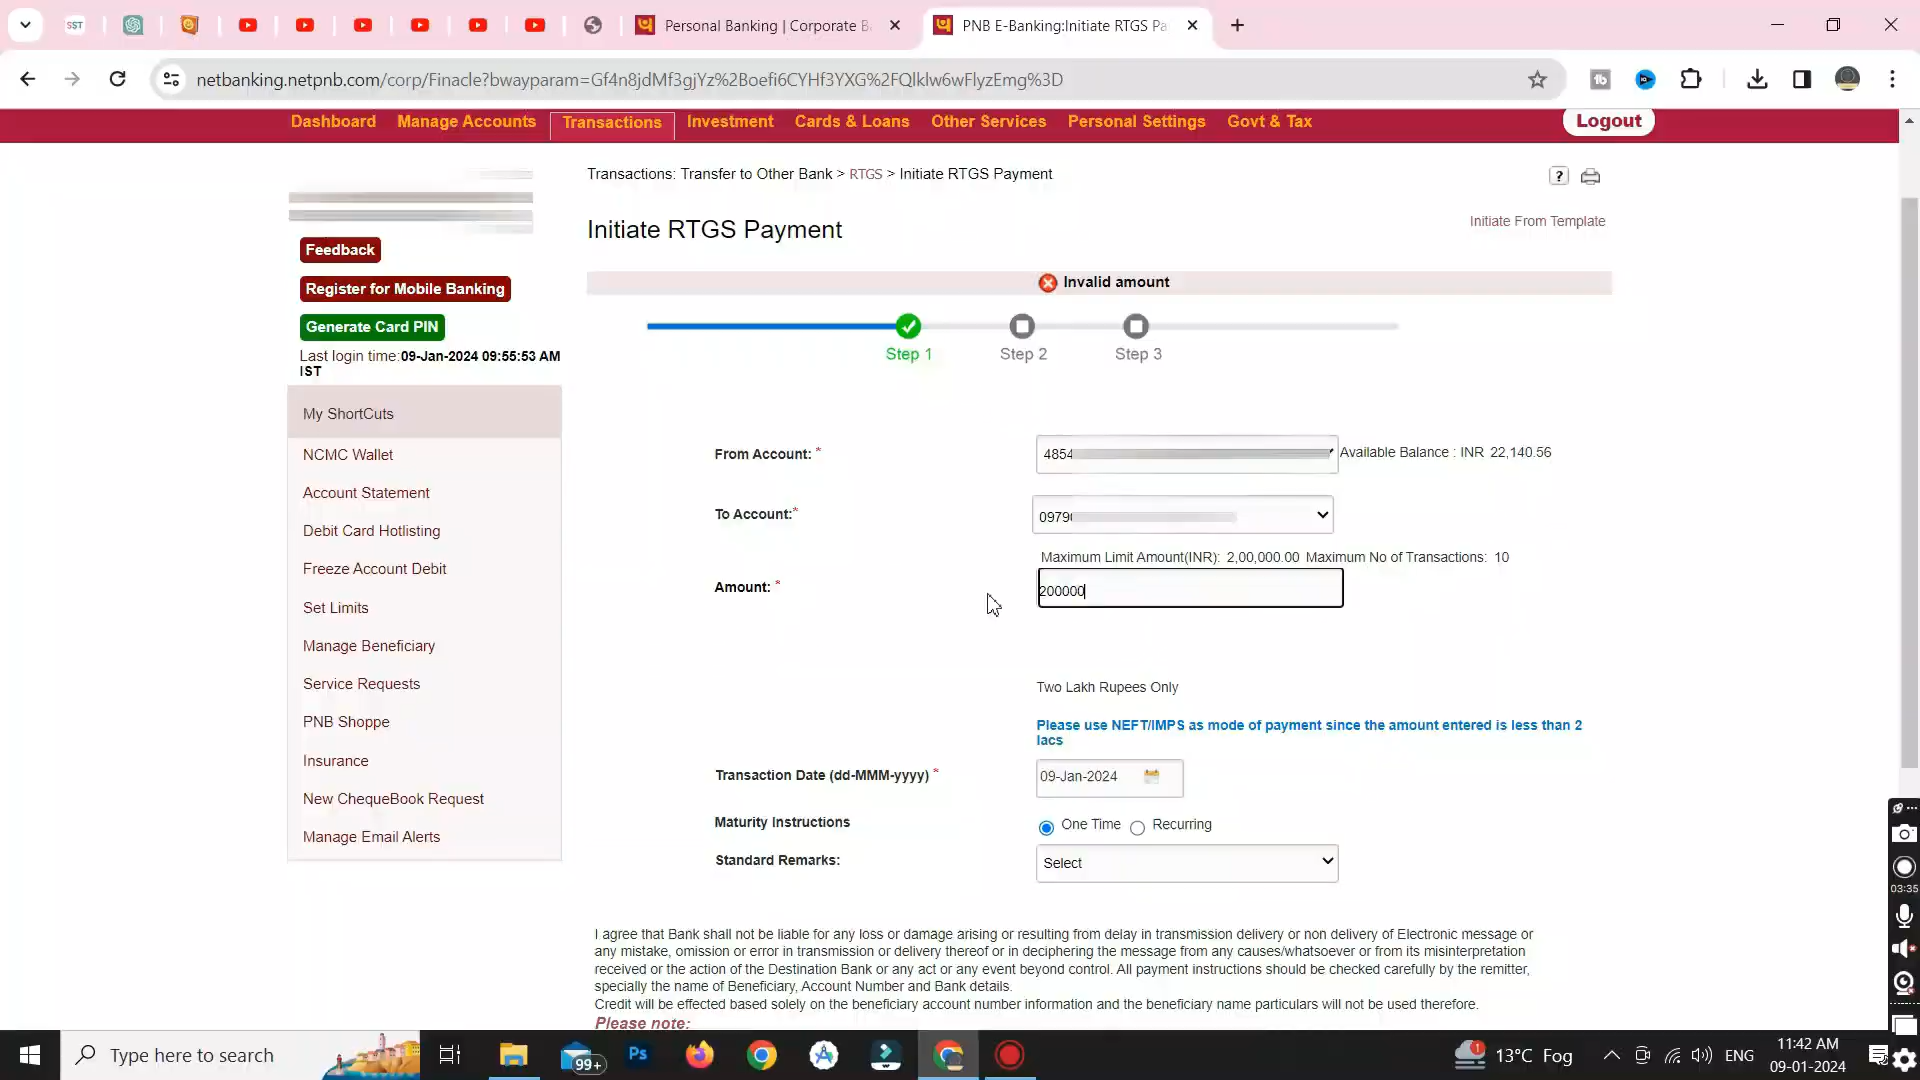 SST
Personal Banking | Corporate B
PNB E-Banking:Initiate RTGS Pa
netbanking.netpnb.com/corp/Finacle?bwayparam=Gf4n8jdMf3gjYz%2Boefi6CYHf3YXG%2FQlklw6wFlyzEmg%3D
Dashboard Manage Accounts Transactions Investment Cards & Loans Other Services Personal Settings Govt & Tax Logout
Transactions: Transfer to Other Bank > RTGS > Initiate RTGS Payment
Initiate RTGS Payment
Initiate From Template
Feedback
Register for Mobile Banking
Generate Card PIN
Last login time:09-Jan-2024 09:55:53 AM
IST
My ShortCuts
NCMC Wallet
Account Statement
Debit Card Hotlisting
Freeze Account Debit
Set Limits
Manage Beneficiary
Service Requests
PNB Shoppe
Insurance
New ChequeBook Request
Manage Email Alerts
Invalid amount
Step 1 Step 2 Step 3
From Account: * 4854 Available Balance : INR 22,140.56
To Account:* 0979
Maximum Limit Amount(INR): 2,00,000.00 Maximum No of Transactions: 10
Amount: * 200000
Two Lakh Rupees Only
Please use NEFT/IMPS as mode of payment since the amount entered is less than 2
lacs
Transaction Date (dd-MMM-yyyy) * 09-Jan-2024
Maturity Instructions One Time Recurring
Standard Remarks: Select
I agree that Bank shall not be liable for any loss or damage arising or resulting from delay in transmission delivery or non delivery of Electronic message or
any mistake, omission or error in transmission or delivery thereof or in deciphering the message from any causes/whatsoever or from its misinterpretation
received or the action of the Destination Bank or any act or any event beyond control. All payment instructions should be checked carefully by the remitter,
specially the name of Beneficiary, Account Number and Bank details.
Credit will be effected based solely on the beneficiary account number information and the beneficiary name particulars will not be used therefore.
Please note:
03:35
Type here to search
99+
Ps
1
13°C Fog
ENG
11:42 AM
09-01-2024